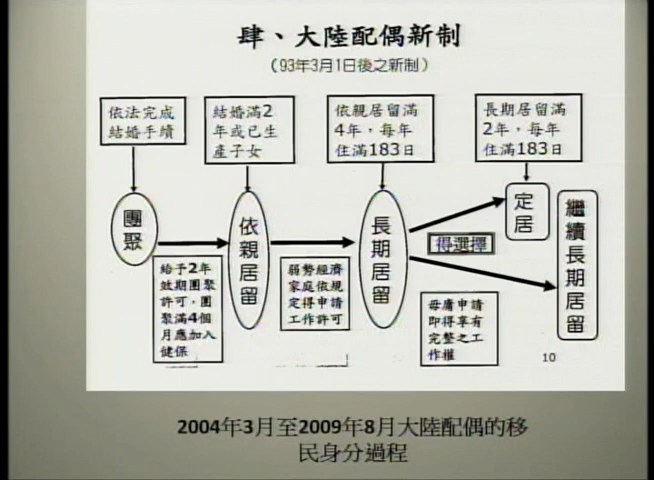 肆、大陸配偶新制
(93年3月1日後之新制)
依法完成
結婚手續
結婚滿2
年或已生
產子女
依親居留滿
4年，每年
住滿183日
長期居留滿
2年，每年
住滿183日
團聚
依親居留
長期居留
定居
繼續長期居留
得選擇
給予2年
效期團聚
許可，團
聚滿4個
月應加入
健保
弱勢經濟
家庭依規
定得申請
工作許可
毋庸申請
即得享有
完整之工
作權
10
2004年3月至2009年8月大陸配偶的移
民身分過程